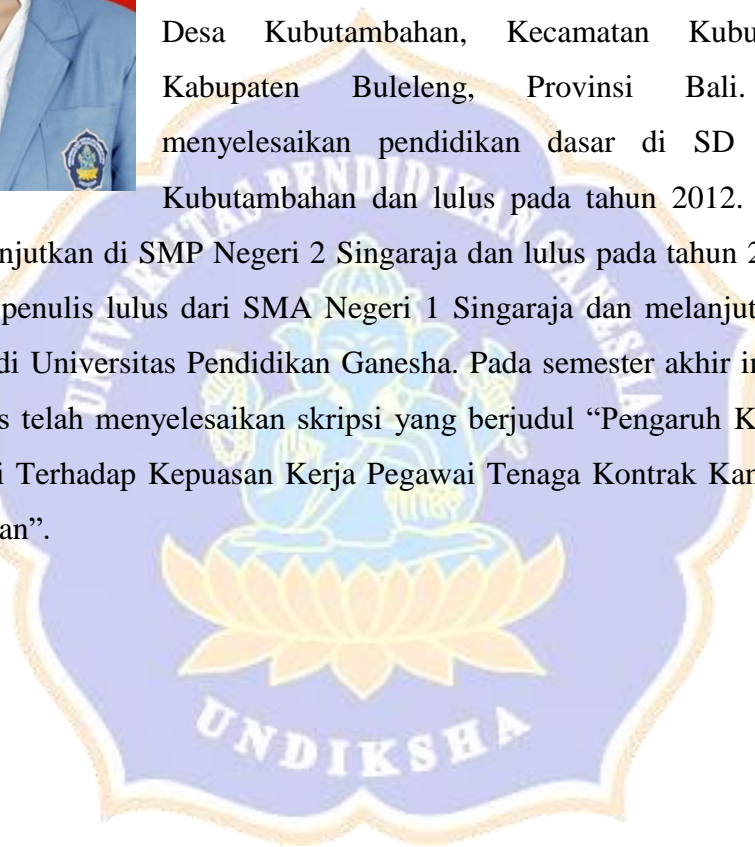 Desa Kubutambahan, Kecamatan Kubu
Kabupaten Buleleng, Provinsi Bali.
menyelesaikan pendidikan dasar di SD
Kubutambahan dan lulus pada tahun 2012.
njutkan di SMP Negeri 2 Singaraja dan lulus pada tahun 2
penulis lulus dari SMA Negeri 1 Singaraja dan melanjut
di Universitas Pendidikan Ganesha. Pada semester akhir in
s telah menyelesaikan skripsi yang berjudul “Pengaruh K
i Terhadap Kepuasan Kerja Pegawai Tenaga Kontrak Kan
an”.
UNIVERSITAS PENDIDIKAN GANESHA
UNDIKSHA